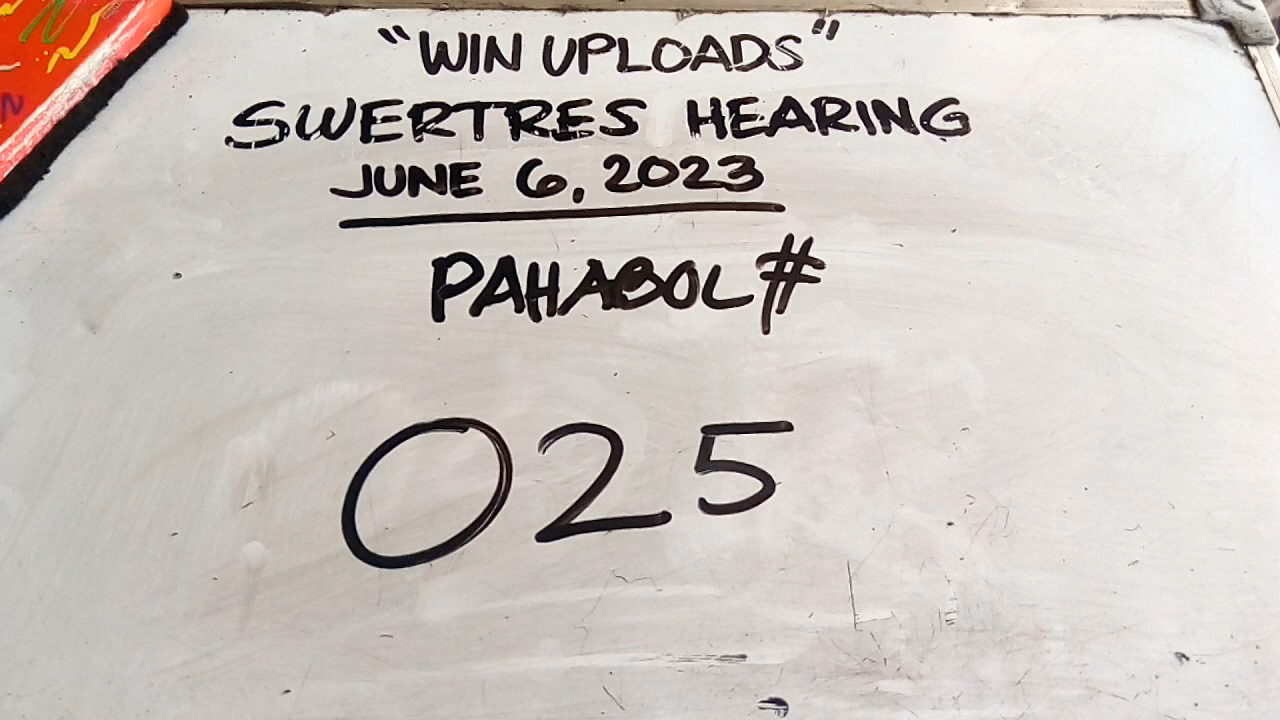 "WIN UPLOADS"
SWERTRES HEARING
JUNE 6, 2023
PAHABOL #
025